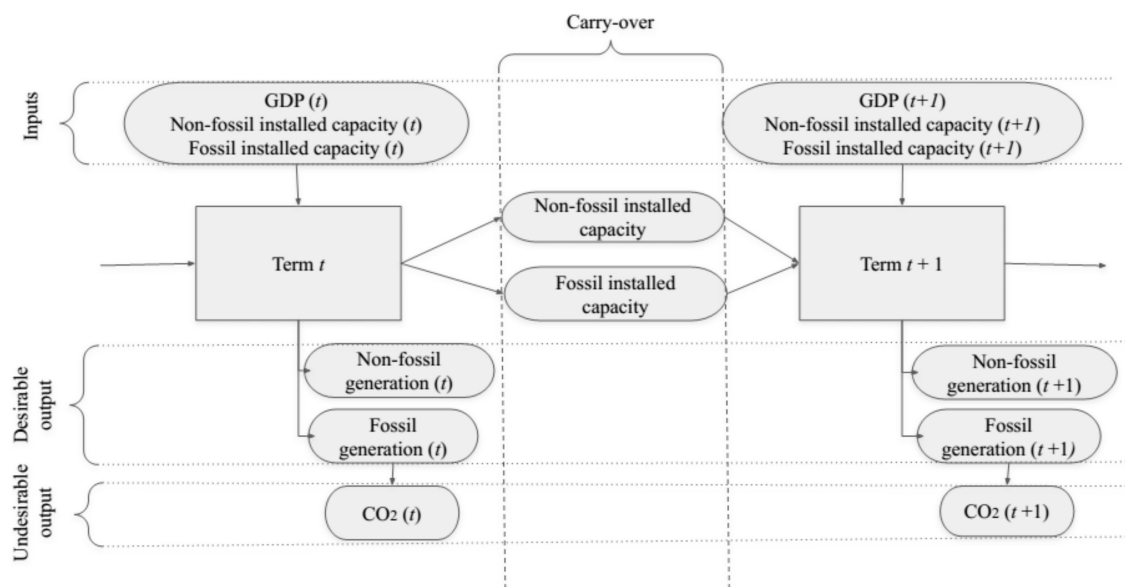 Carry-over
Inputs
GDP (t)
Non-fossil installed capacity (t)
Fossil installed capacity (t)
GDP (t+1)
Non-fossil installed capacity (t+1)
Fossil installed capacity (t+1)
Term t
Non-fossil installed
capacity
Fossil installed
capacity
Term t + 1
Desirable
output
Non-fossil
generation (t)
Fossil
generation (t)
Non-fossil
generation (t +1)
Fossil
generation (t+1)
Undesirable
output
CO2 (t)
CO2 (t +1)